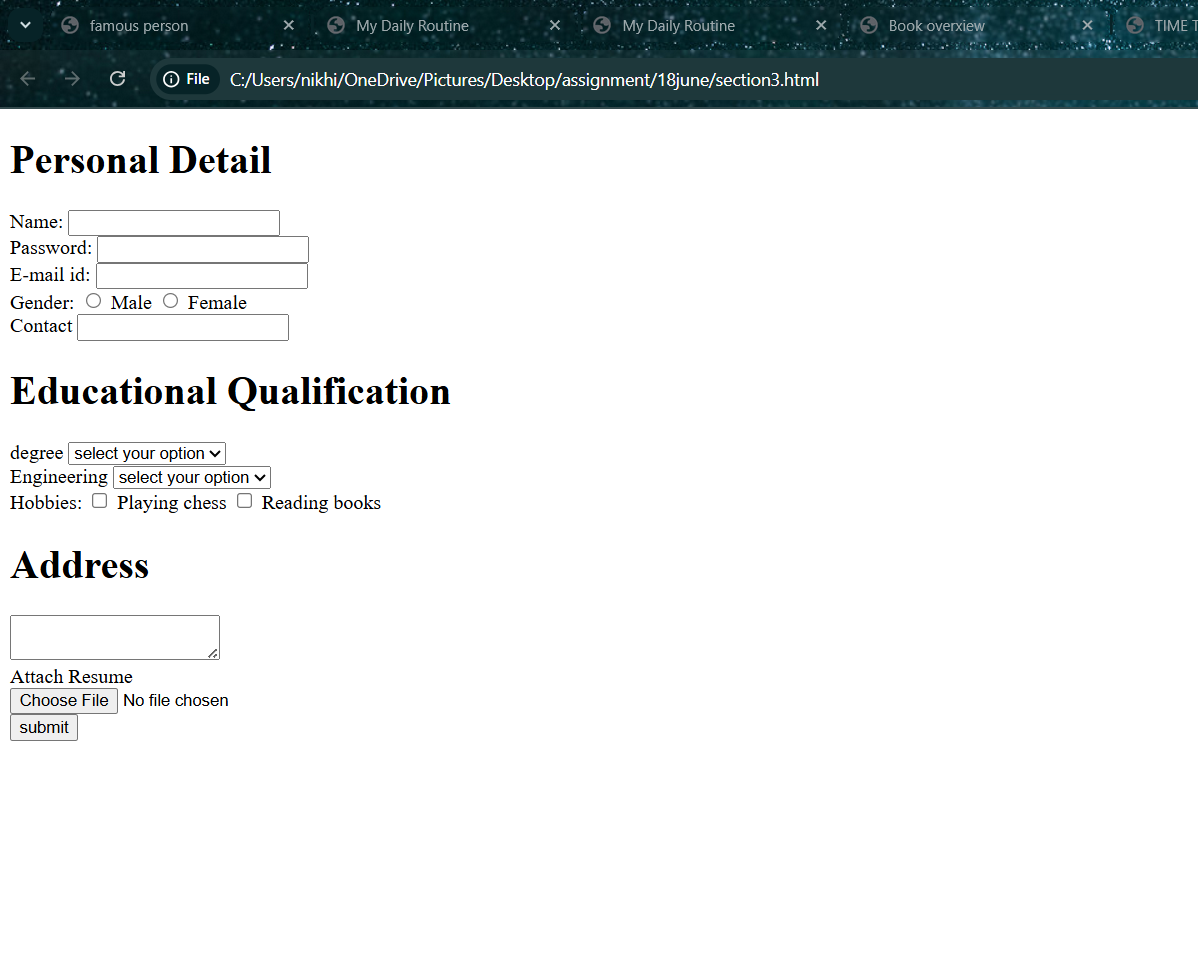 famous person
My Daily Routine
My Daily Routine
Book overxiew
TIME T
File C:/Users/nikhi/OneDrive/Pictures/Desktop/assignment/18june/section3.html
Personal Detail
Name:
Password:
E-mail id:
Gender: Male Female
Contact
Educational Qualification
degree select your option
Engineering select your option
Hobbies: Playing chess Reading books
Address
Attach Resume
Choose File No file chosen
submit